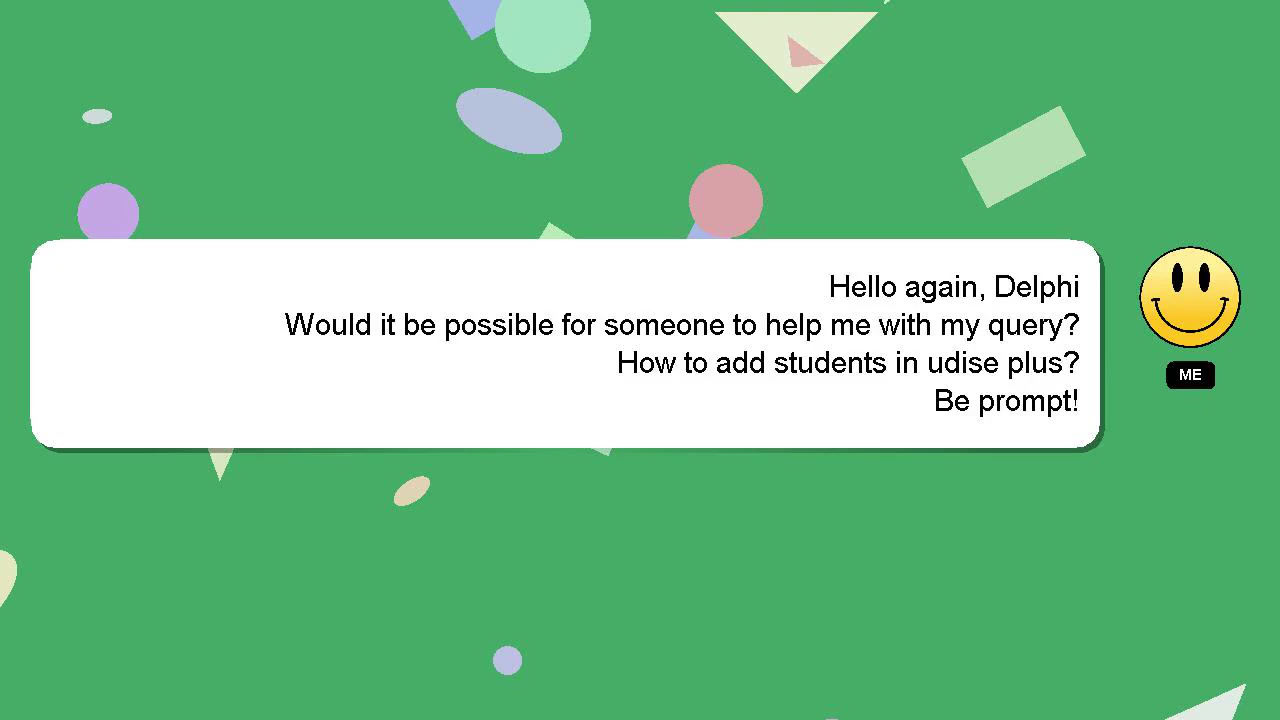 Hello again, Delphi
Would it be possible for someone to help me with my query?
How to add students in udise plus?
Be prompt!
ME